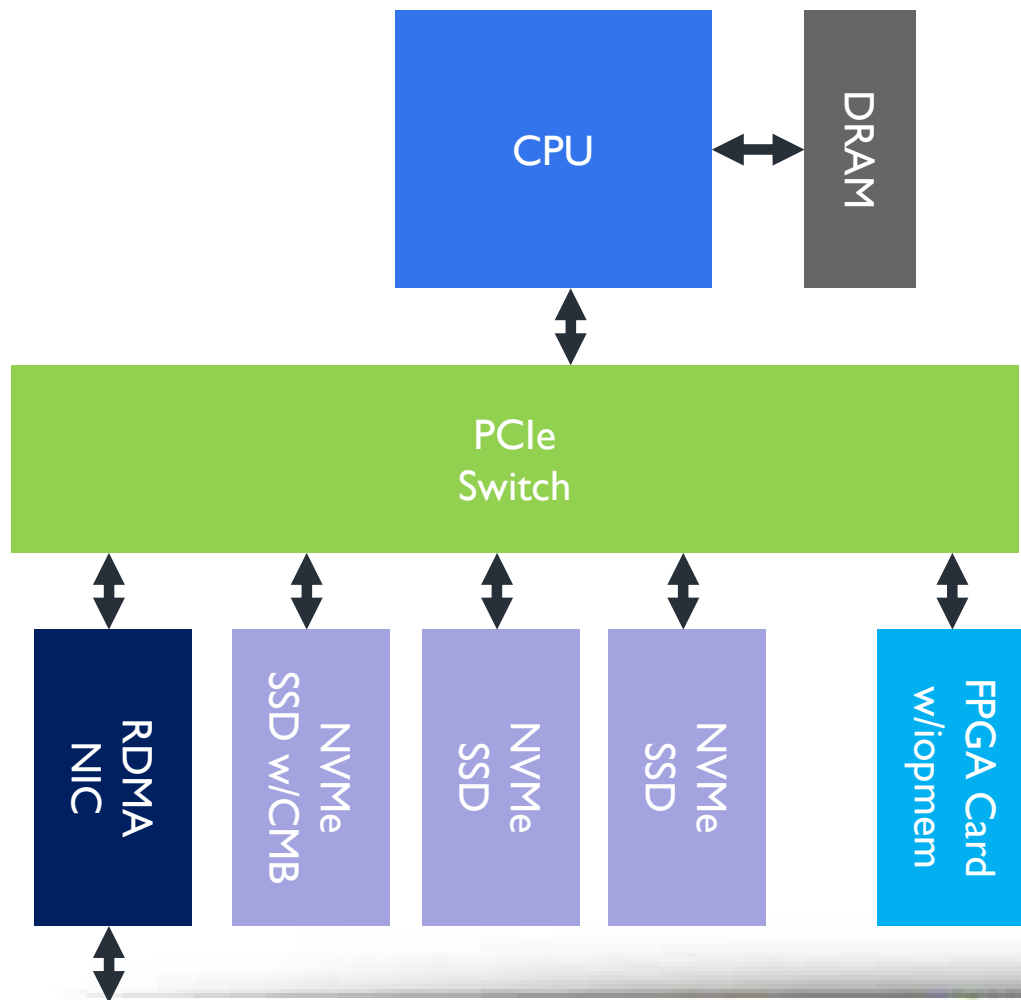 CPU
DRAM
PCIe
Switch
RDMA
NIC
NVMe
SSD w/CMB
NVMe
SSD
NVMe
SSD
FPGA Card
w/iopmem